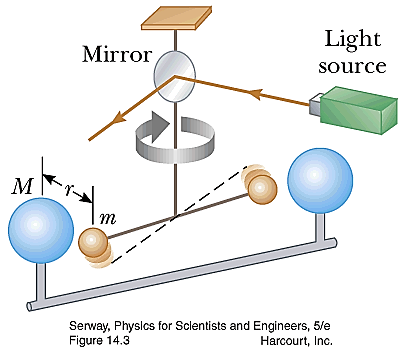 Mirror
Light
source
M
r
m
Serway, Physics for Scientists and Engineers, 5/e
Figure 14.3
Harcourt, Inc.